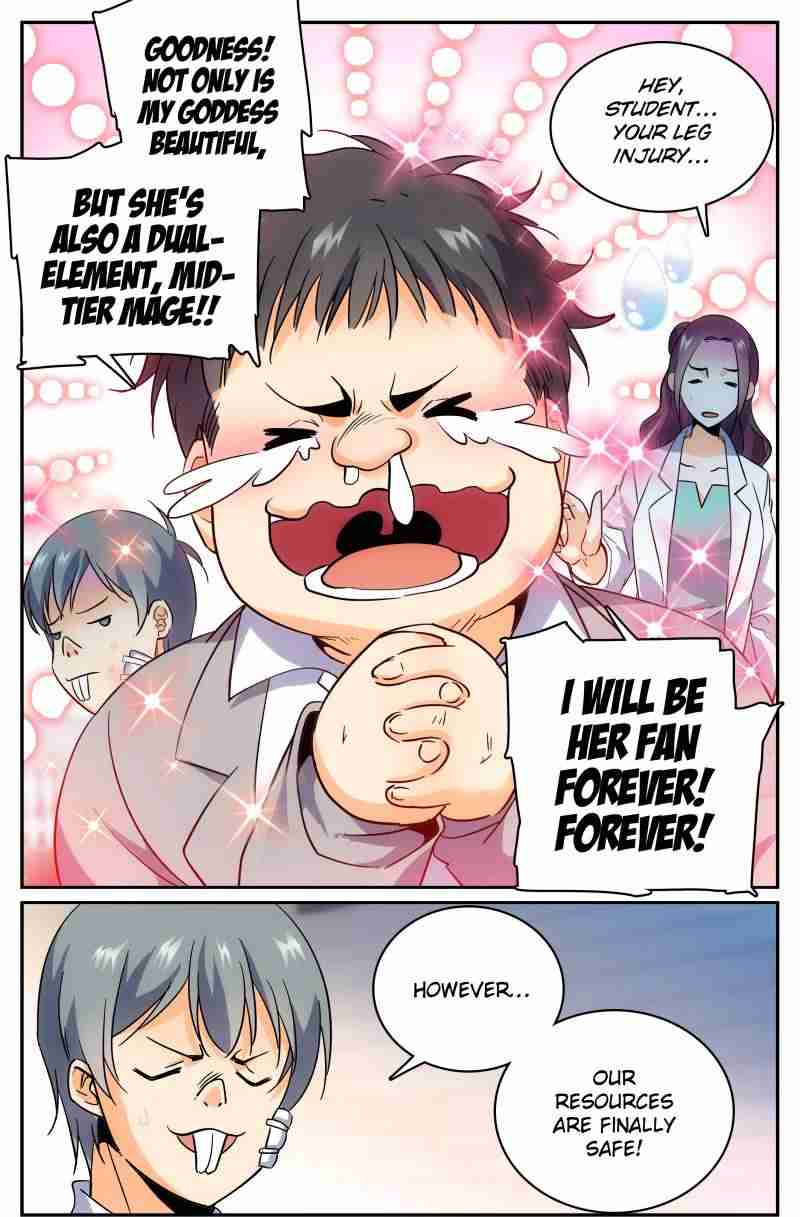 GOODNESS!
NOT ONLY IS
MY GODDESS
BEAUTIFUL,
BUT SHE'S
ALSO A DUAL-
ELEMENT, MID-
TIER MAGE!!
HEY,
STUDENT...
YOUR LEG
INJURY...
I WILL BE
HER FAN
FOREVER!
FOREVER!
HOWEVER...
OUR
RESOURCES
ARE FINALLY
SAFE!